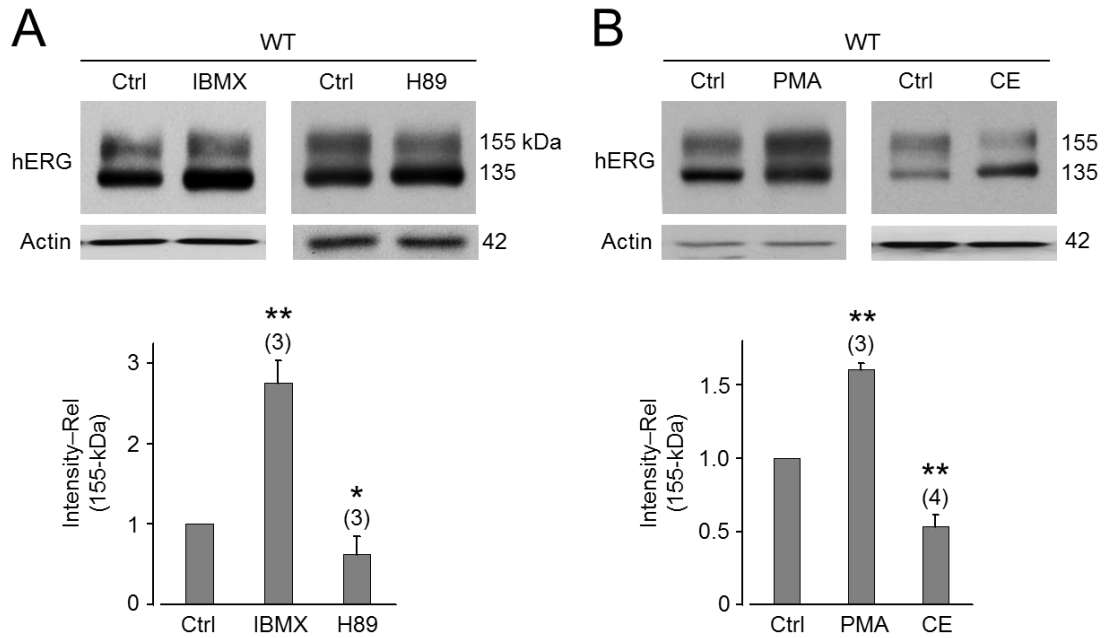 A
WT
Ctrl IBMX Ctrl H89
hERG
155 kDa
135
Actin
42
**
(3)
*
(3)
3
2
1
0
Intensity–Rel
(155-kDa)
Ctrl IBMX H89
B
WT
Ctrl PMA Ctrl CE
hERG
155
135
Actin
42
**
(3)
**
(4)
1.5
1.0
0.5
0
Intensity–Rel
(155-kDa)
Ctrl PMA CE